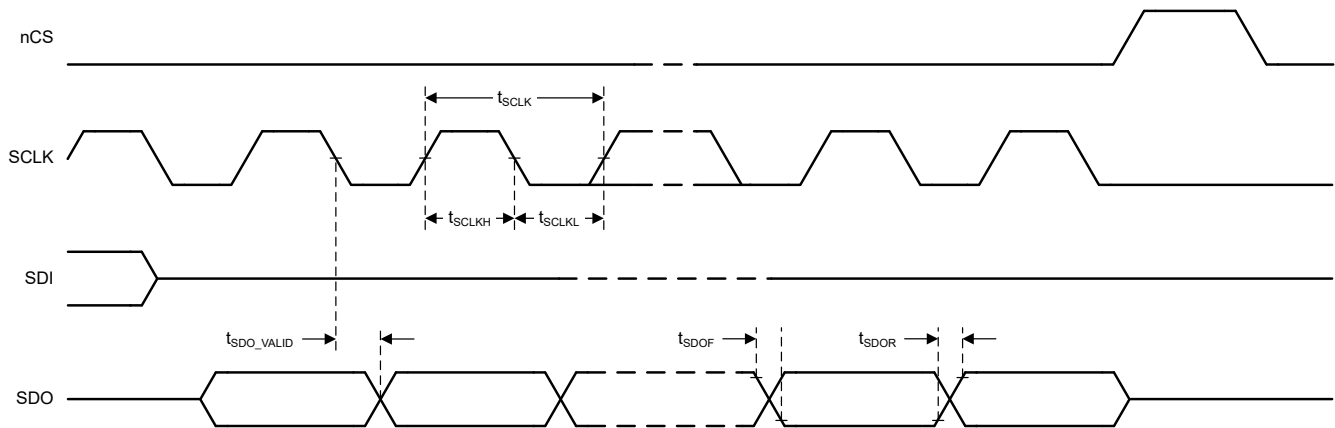 nCS
tSCLK
SCLK
tSCLKH
tSCLKL
SDI
tSDO_VALID
tSDOF
tSDOR
SDO